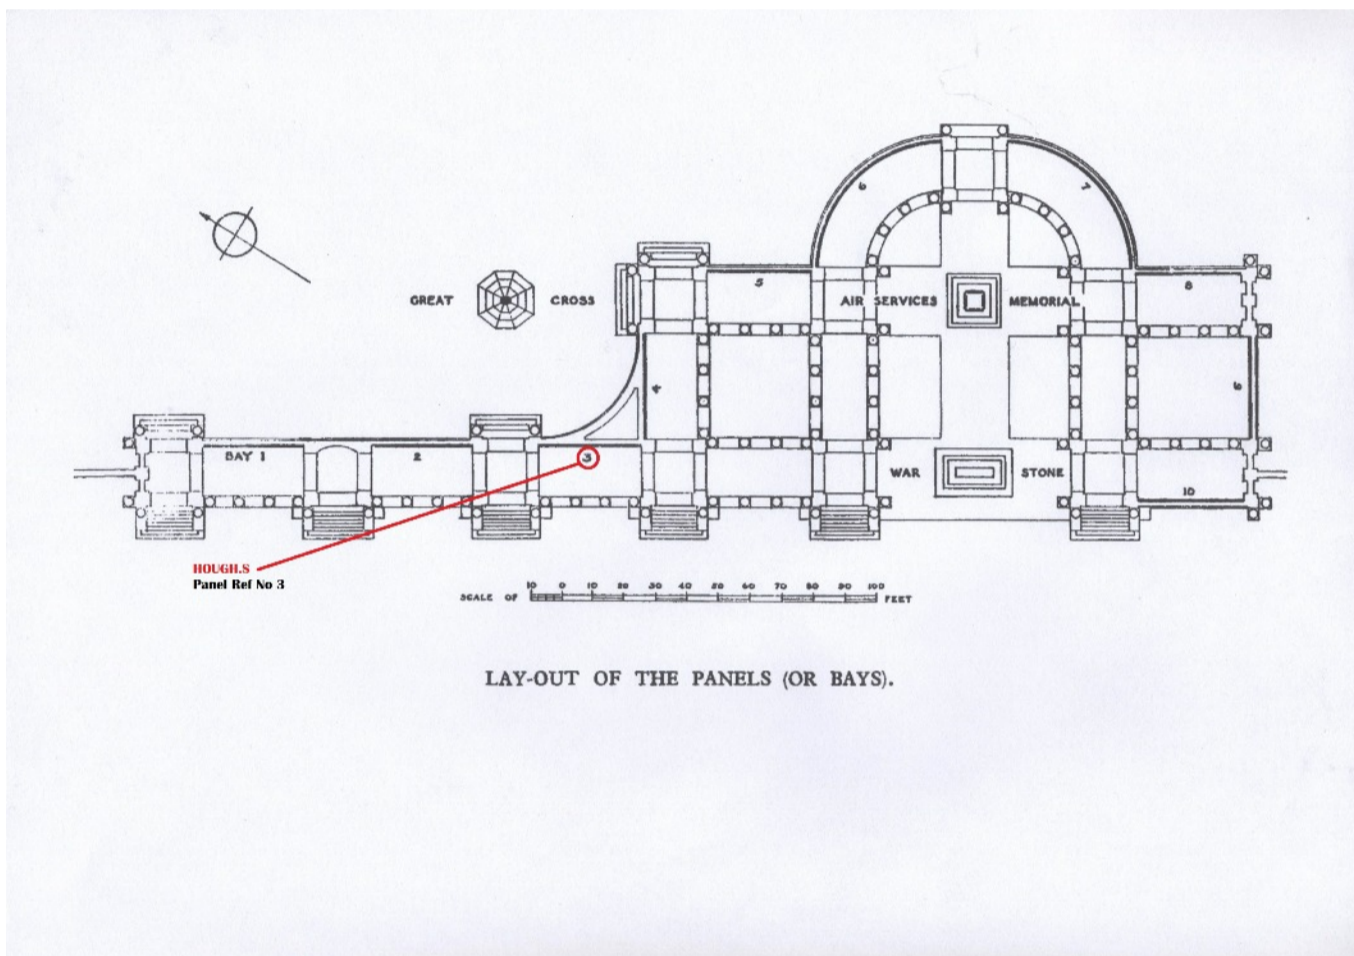 6
7
5
8
GREAT CROSS
AIR SERVICES MEMORIAL
4
9
BAY 1
2
3
WAR STONE
10
HOUGH.S
Panel Ref No 3
10 0 10 20 30 40 50 60 70 80 90 100
SCALE OF FEET
LAY-OUT OF THE PANELS (OR BAYS).